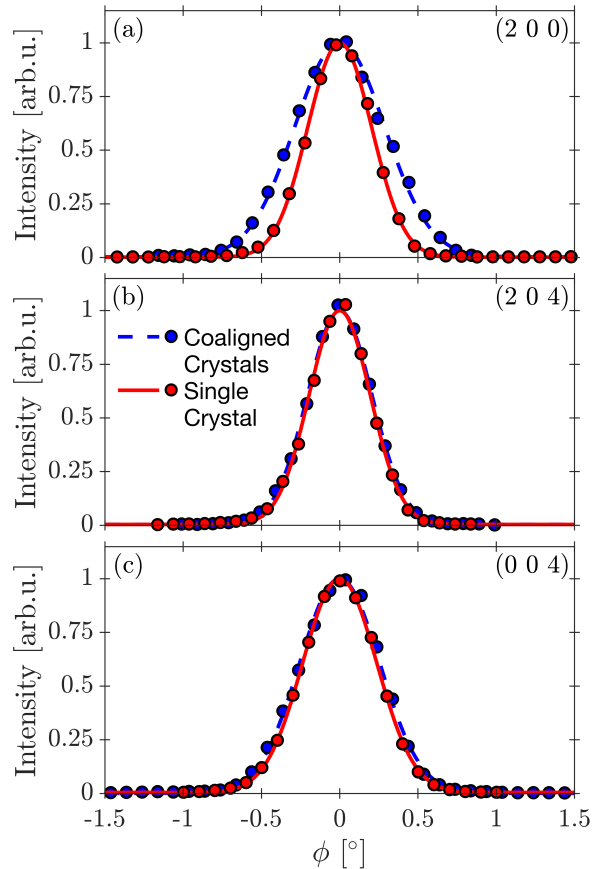 (a) (2 0 0)
1
0.75
0.5
0.25
0
Intensity [arb.u.]
(b) (2 0 4)
1
0.75
0.5
0.25
0
Intensity [arb.u.]
Coaligned
Crystals
Single
Crystal
(c) (0 0 4)
1
0.75
0.5
0.25
0
Intensity [arb.u.]
-1.5 -1 -0.5 0 0.5 1 1.5
ϕ [°]